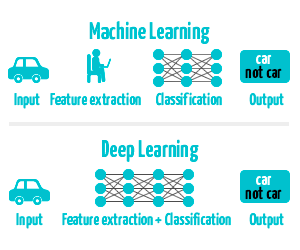 Machine Learning
car
not car
Input Feature extraction Classification Output
Deep Learning
car
not car
Input Feature extraction + Classification Output